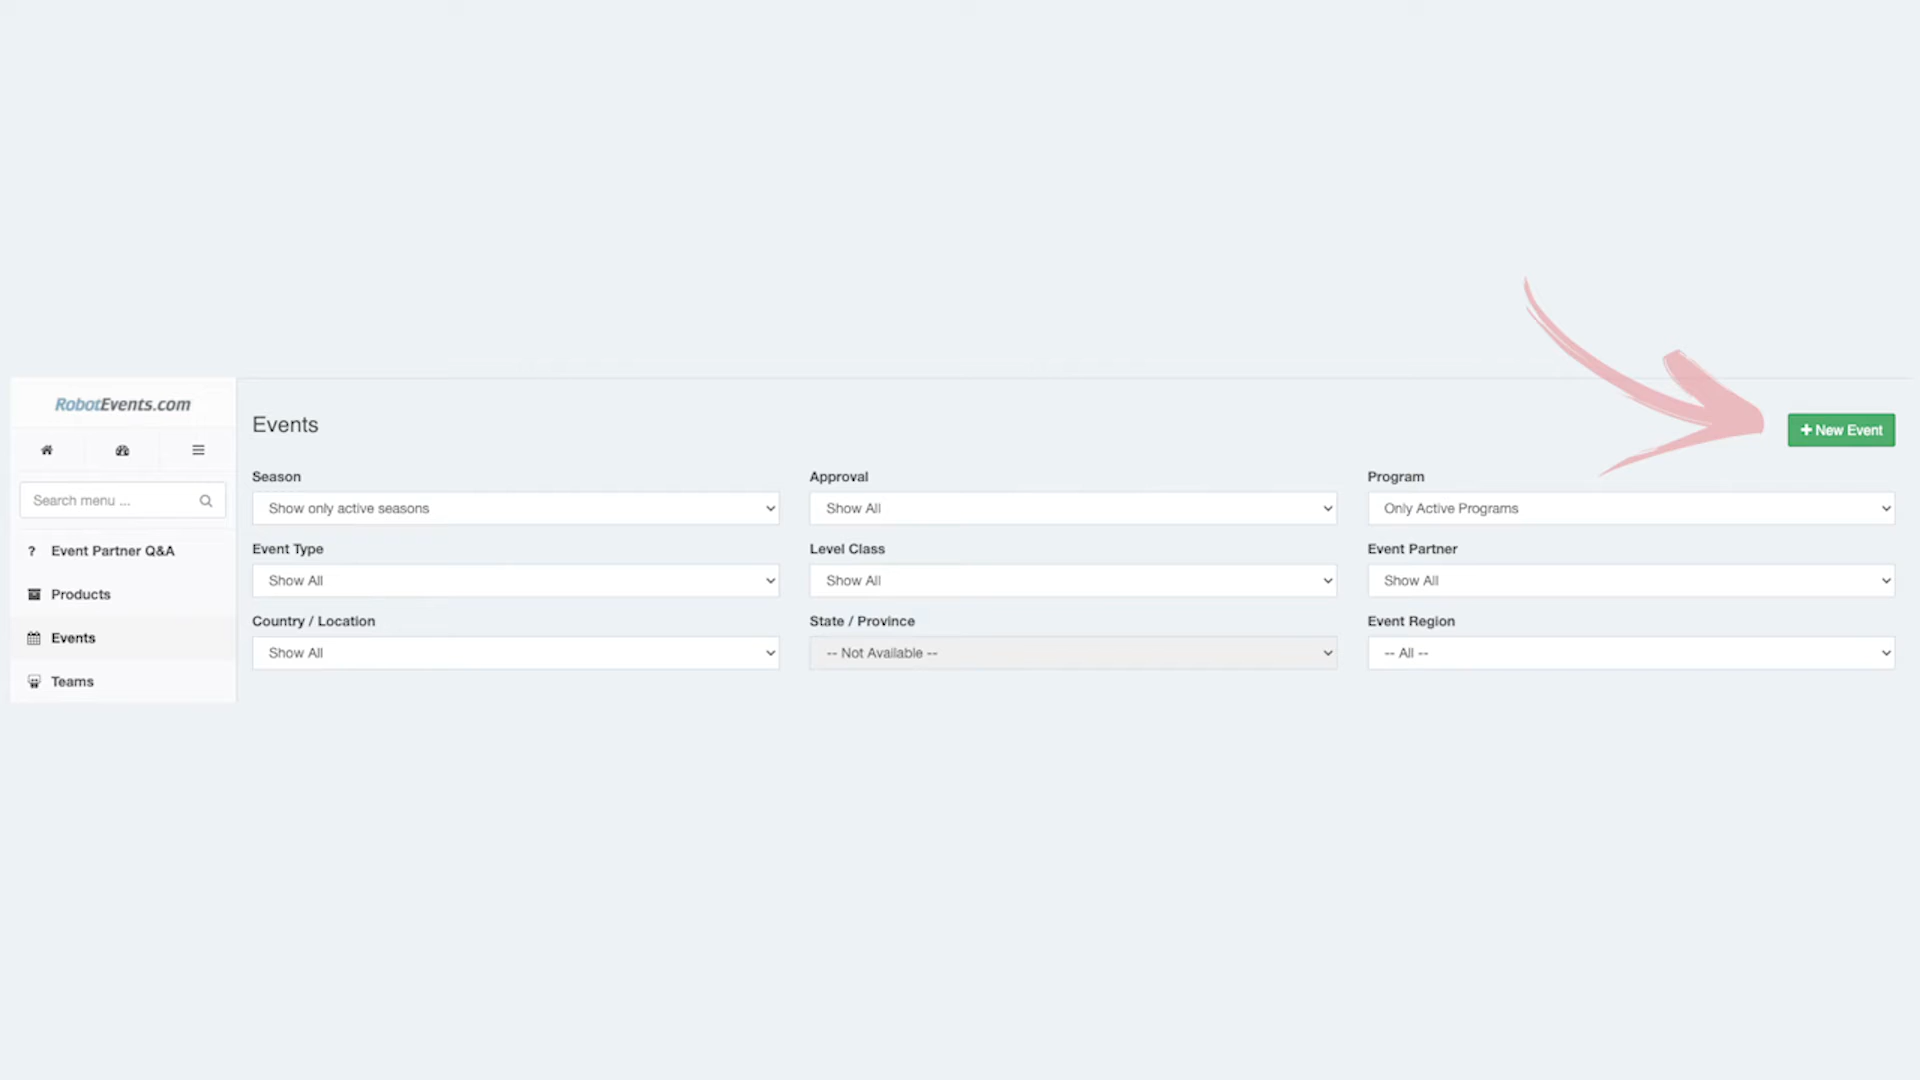 RobotEvents.com
Search menu ...
? Event Partner Q&A
Products
Events
Teams
Events
+ New Event
Season
Approval
Program
Show only active seasons
Show All
Only Active Programs
Event Type
Level Class
Event Partner
Show All
Show All
Show All
Country / Location
State / Province
Event Region
Show All
-- Not Available --
-- All --